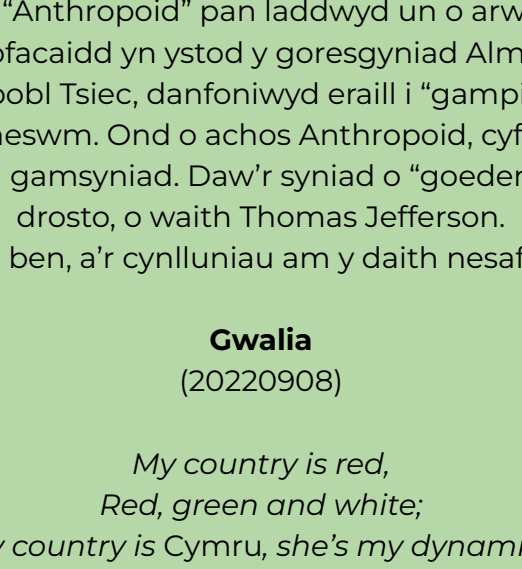 “Anthropoid” pan laddwyd un o
yn ystod y goresgyniad
Tsiec, danfoniwyd eraill i
Ond o achos Anthropoid,
gamsyniad. Daw’r syniad o
drosto, o waith Thomas Jefferson.
ben, a’r cynlluniau am y daith nesaf
Gwalia
(20220908)
My country is red,
Red, green and white;
country is Cymru, she’s my